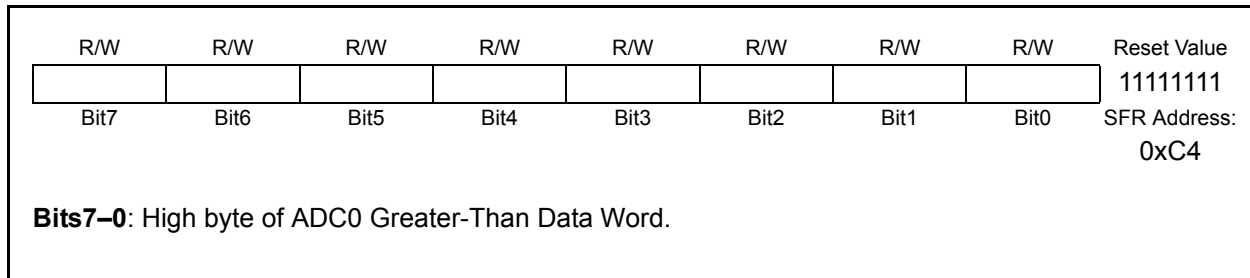 R/W R/W R/W R/W R/W R/W R/W R/W Reset Value
11111111
Bit7 Bit6 Bit5 Bit4 Bit3 Bit2 Bit1 Bit0 SFR Address:
0xC4
Bits7–0: High byte of ADC0 Greater-Than Data Word.